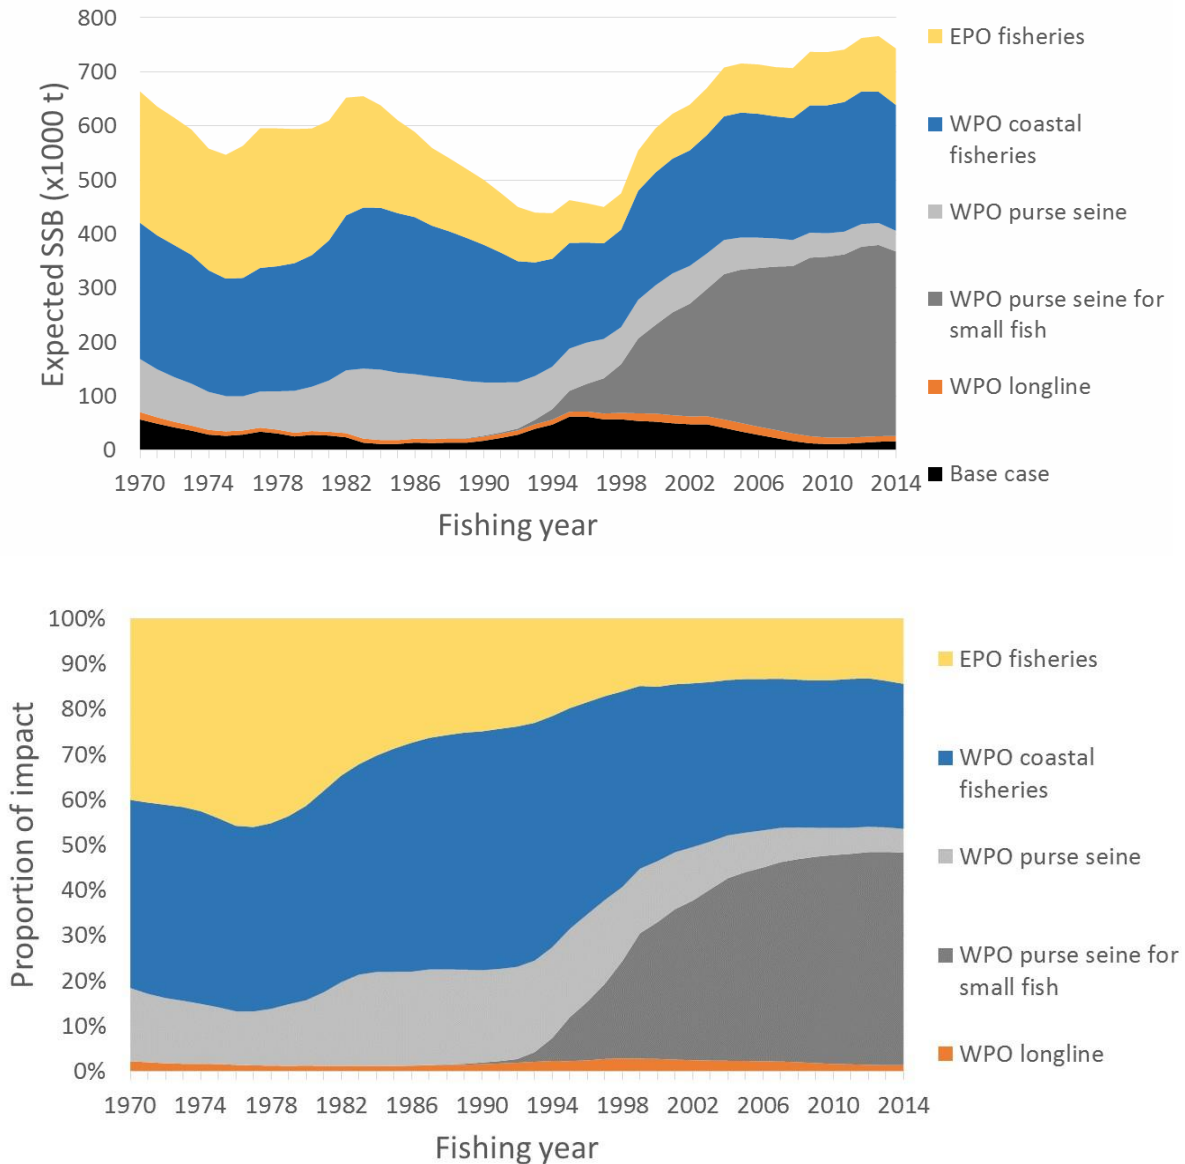 800
700
600
500
400
300
200
100
0
Expected SSB (x1000 t)
1970 1974 1978 1982 1986 1990 1994 1998 2002 2006 2010 2014
Fishing year
EPO fisheries
WPO coastal
fisheries
WPO purse seine
WPO purse seine for
small fish
WPO longline
Base case
100%
90%
80%
70%
60%
50%
40%
30%
20%
10%
0%
Proportion of impact
1970 1974 1978 1982 1986 1990 1994 1998 2002 2006 2010 2014
Fishing year
EPO fisheries
WPO coastal
fisheries
WPO purse seine
WPO purse seine for
small fish
WPO longline